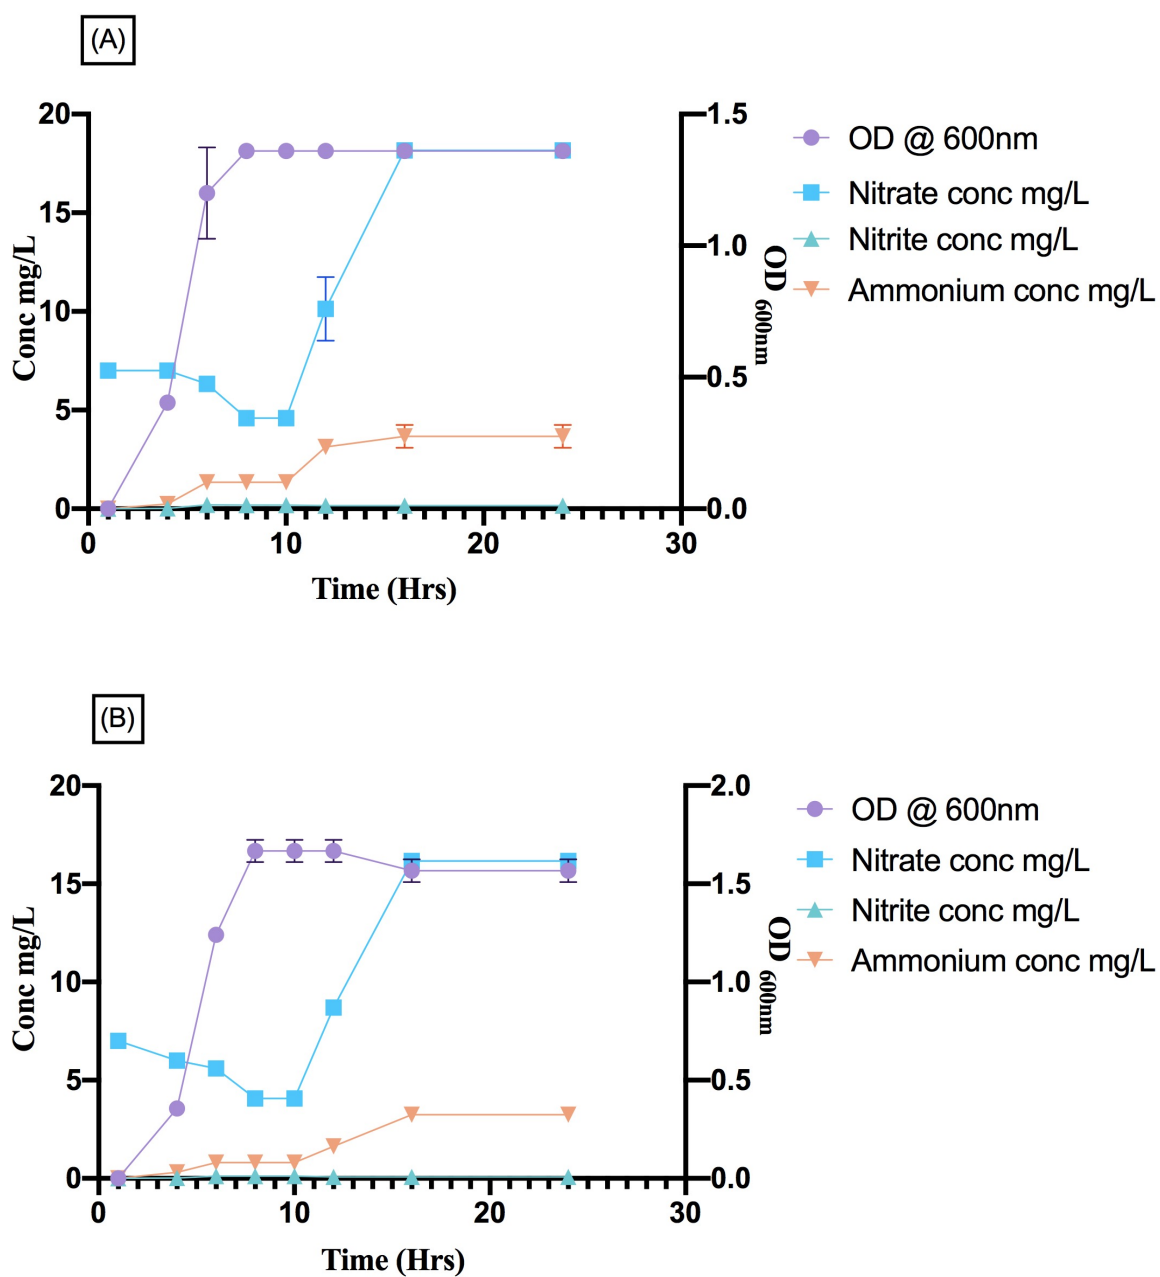 (A)
20
15
10
5
0
Conc mg/L
0
10
20
30
Time (Hrs)
1.5
1.0
0.5
0.0
OD 600nm
OD @ 600nm
Nitrate conc mg/L
Nitrite conc mg/L
Ammonium conc mg/L
(B)
20
15
10
5
0
Conc mg/L
0
10
20
30
Time (Hrs)
2.0
1.5
1.0
0.5
0.0
OD 600nm
OD @ 600nm
Nitrate conc mg/L
Nitrite conc mg/L
Ammonium conc mg/L